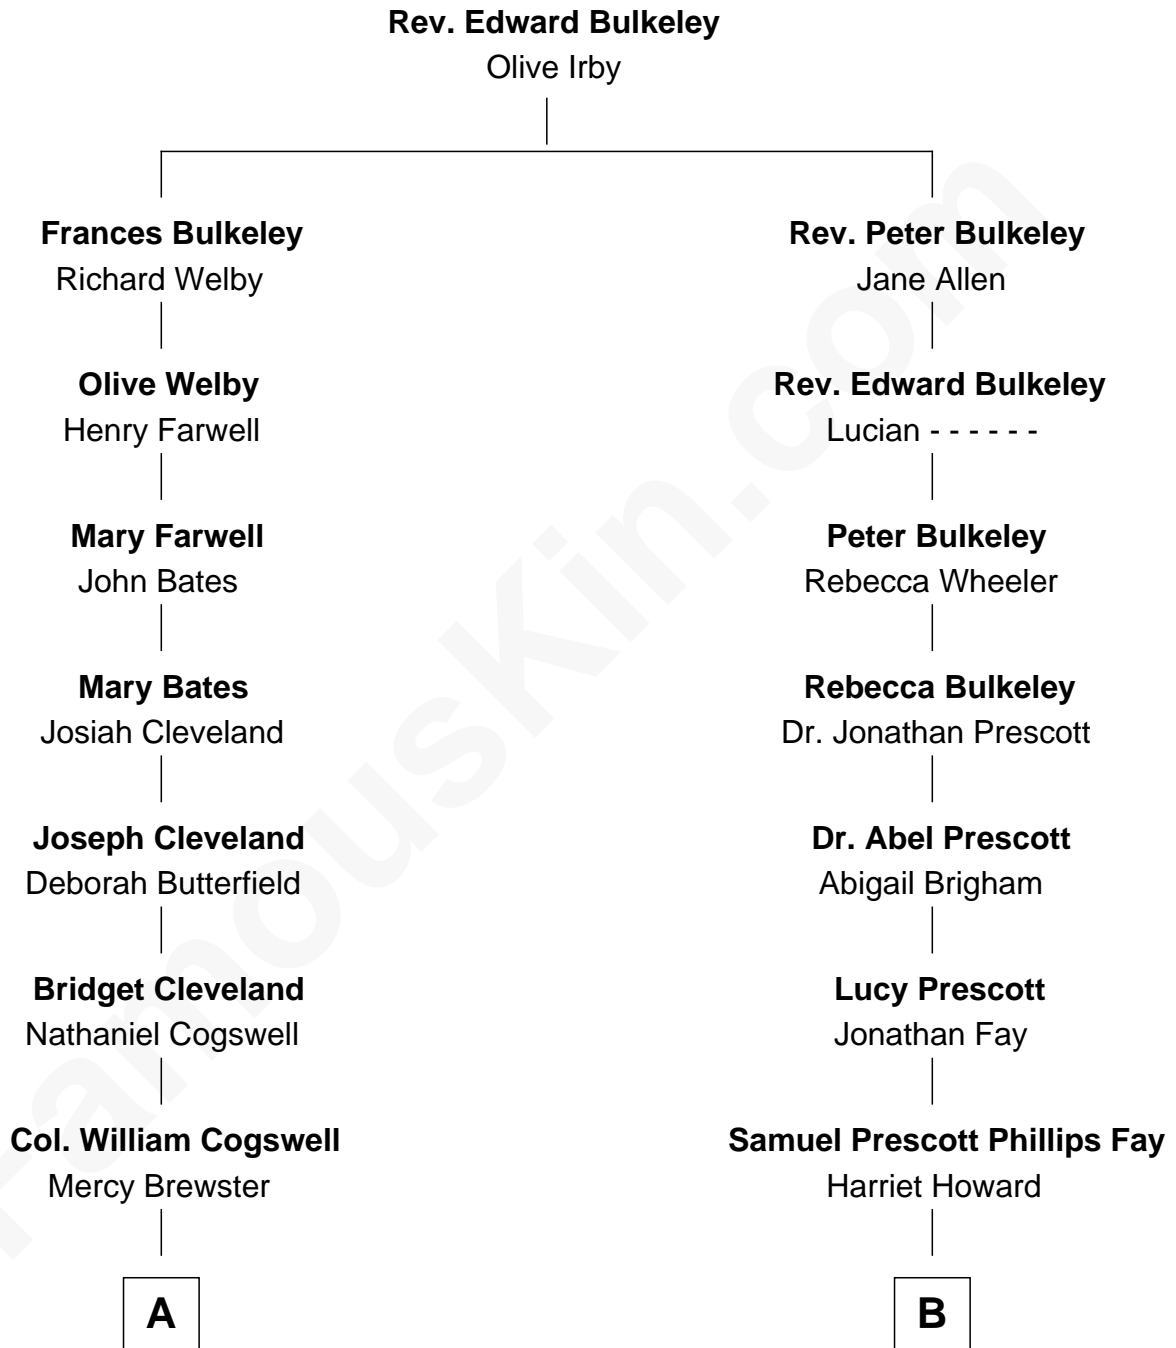 Rev. Edward Bulkeley
Olive Irby
Frances Bulkeley
Richard Welby
Rev. Peter Bulkeley
Jane Allen
Olive Welby
Henry Farwell
Rev. Edward Bulkeley
Lucian - - - - - -
Mary Farwell
John Bates
Peter Bulkeley
Rebecca Wheeler
Mary Bates
Josiah Cleveland
Rebecca Bulkeley
Dr. Jonathan Prescott
Joseph Cleveland
Deborah Butterfield
Dr. Abel Prescott
Abigail Brigham
Bridget Cleveland
Nathaniel Cogswell
Lucy Prescott
Jonathan Fay
Col. William Cogswell
Mercy Brewster
Samuel Prescott Phillips Fay
Harriet Howard
A
B
FamousKin.com